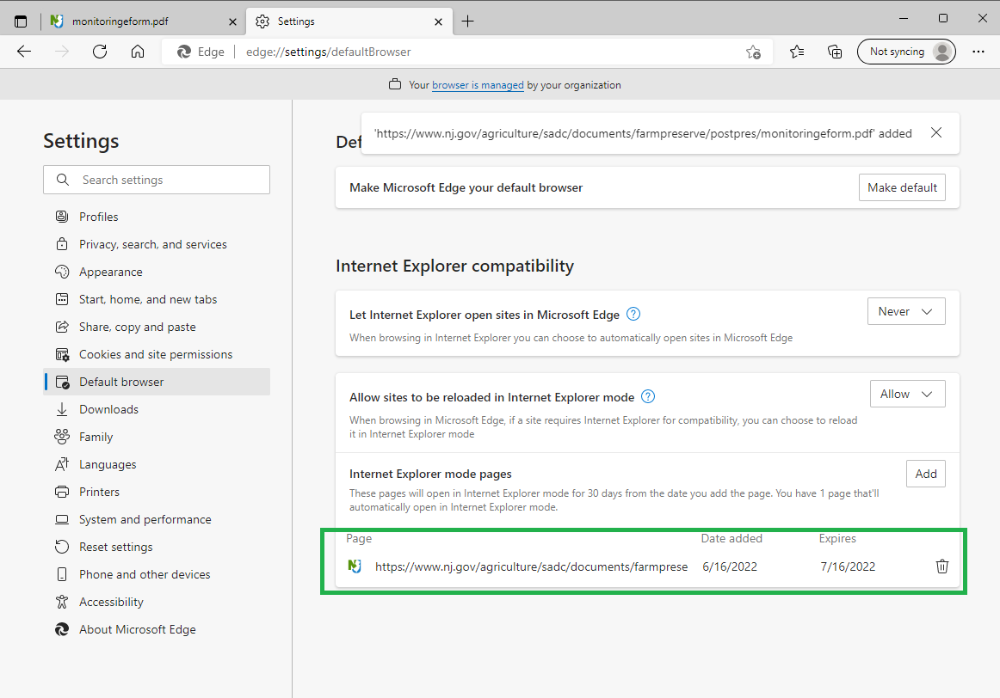 monitoringeform.pdf
Settings
Edge
edge://settings/defaultBrowser
Not syncing
Your browser is managed by your organization
Settings
Search settings
Profiles
Privacy, search, and services
Appearance
Start, home, and new tabs
Share, copy and paste
Cookies and site permissions
Default browser
Downloads
Family
Languages
Printers
System and performance
Reset settings
Phone and other devices
Accessibility
About Microsoft Edge
Def
'https://www.nj.gov/agriculture/sadc/documents/farmpreserve/postpres/monitoringeform.pdf' added
Make Microsoft Edge your default browser
Make default
Internet Explorer compatibility
Let Internet Explorer open sites in Microsoft Edge
Never
When browsing in Internet Explorer you can choose to automatically open sites in Microsoft Edge
Allow sites to be reloaded in Internet Explorer mode
Allow
When browsing in Microsoft Edge, if a site requires Internet Explorer for compatibility, you can choose to reload
it in Internet Explorer mode
Internet Explorer mode pages
Add
These pages will open in Internet Explorer mode for 30 days from the date you add the page. You have 1 page that'll
automatically open in Internet Explorer mode.
Page Date added Expires
https://www.nj.gov/agriculture/sadc/documents/farmprese 6/16/2022 7/16/2022